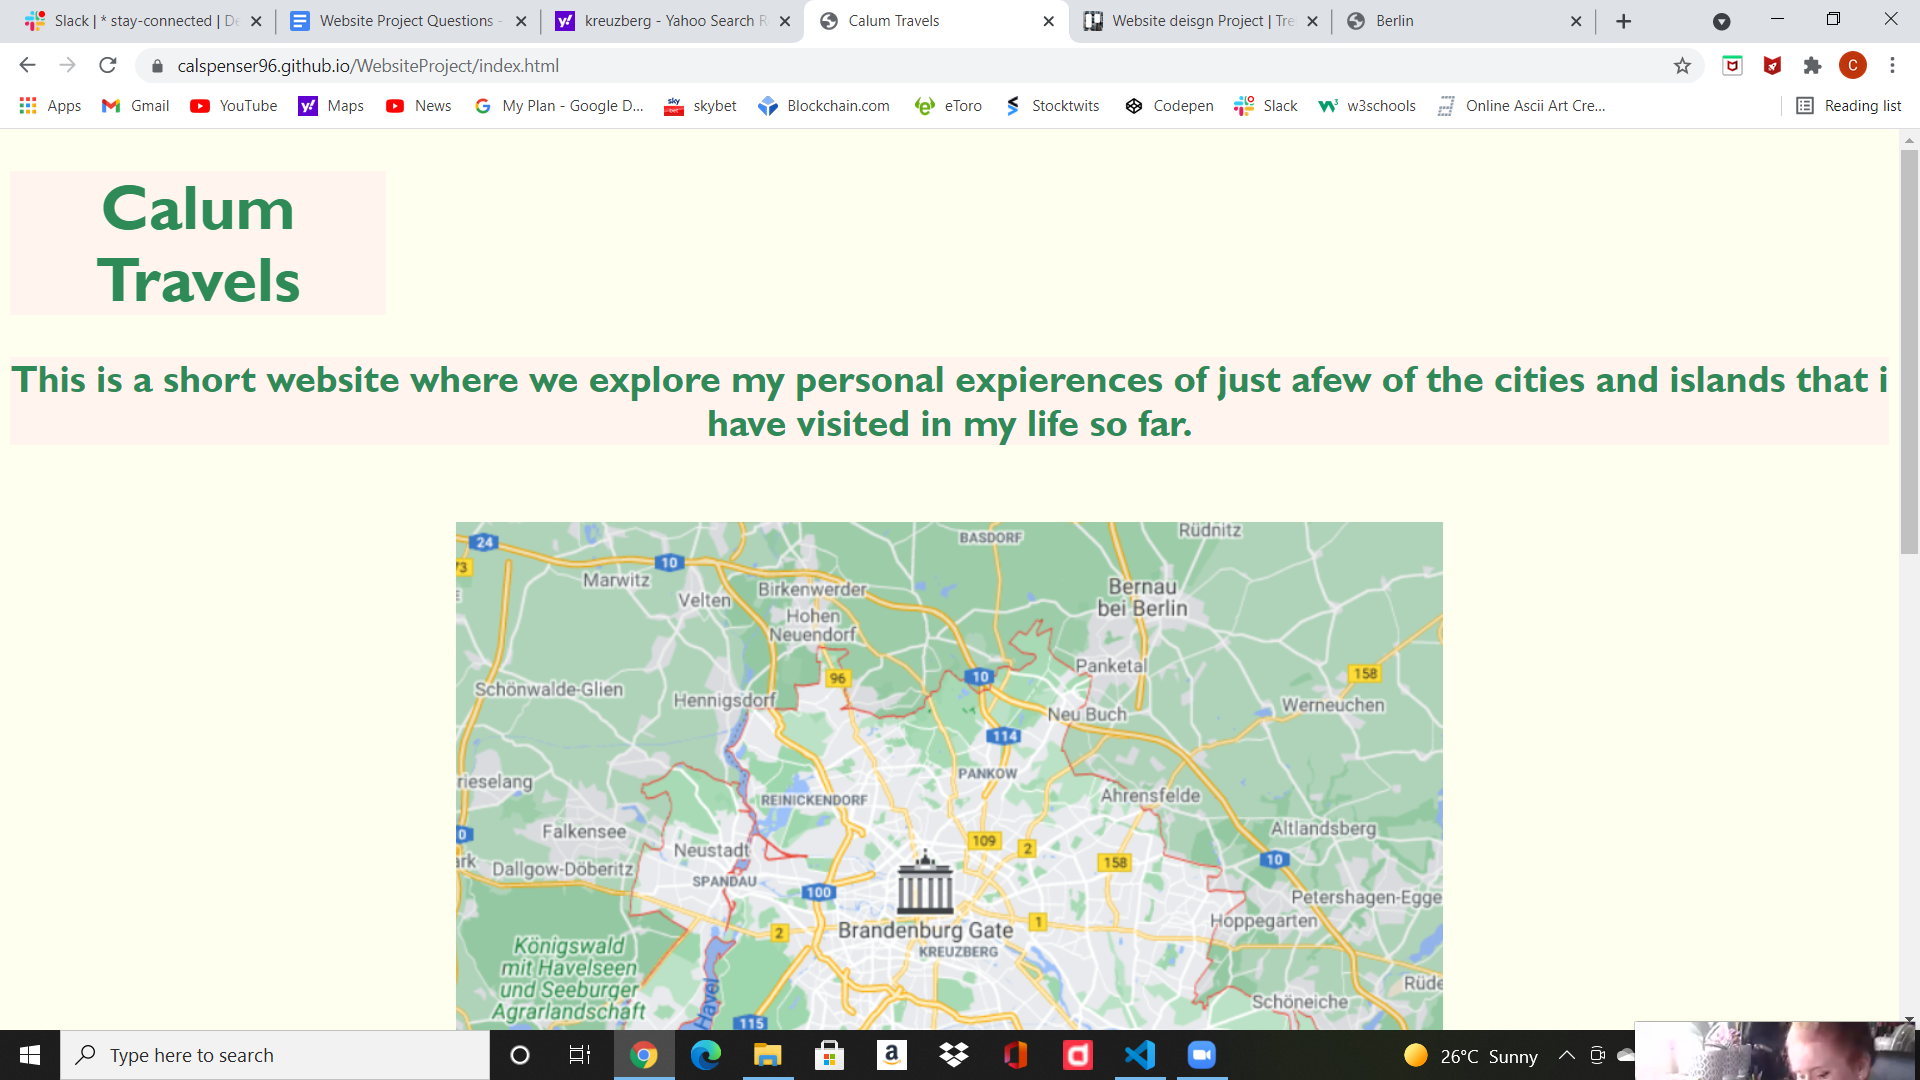 Slack | * stay-connected | De
Website Project Questions -
kreuzberg - Yahoo Search R
Calum Travels
Website deisgn Project | Tre
Berlin
calspenser96.github.io/WebsiteProject/index.html
C
Apps
Gmail
YouTube
Maps
News
My Plan - Google D...
skybet
Blockchain.com
eToro
Stocktwits
Codepen
Slack
w3schools
Online Ascii Art Cre...
Reading list
Calum
Travels
This is a short website where we explore my personal expierences of just afew of the cities and islands that i
have visited in my life so far.
24
10
BASDORF
Rüdnitz
73
Marwitz
Velten
Birkenwerder
Bernau
bei Berlin
Hohen
Neuendorf
Panketal
96
10
158
Schönwalde-Glien
Hennigsdorf
Neu Buch
Werneuchen
114
PANKOW
rieselang
REINICKENDORF
Ahrensfelde
Falkensee
Altlandsberg
0
109
2
Neustadt
158
10
ark
Dallgow-Döberitz
SPANDAU
100
Petershagen-Egge
Hoppegarten
1
2
Brandenburg Gate
KREUZBERG
Königswald
mit Havelseen
und Seeburger
Agrarlandschaft
Havel
Rüde
Schöneiche
115
Type here to search
26°C Sunny